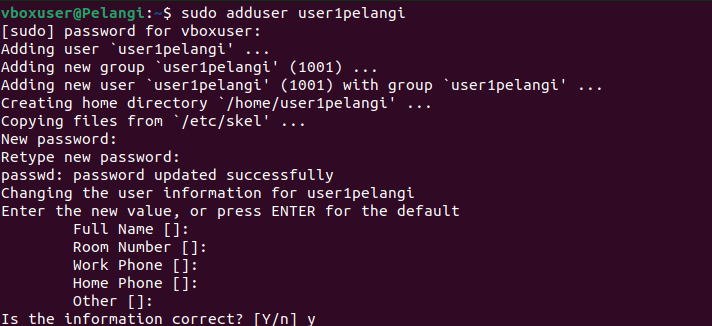 vboxuser@Pelangi:~$ sudo adduser user1pelangi
[sudo] password for vboxuser:
Adding user `user1pelangi' ...
Adding new group `user1pelangi' (1001) ...
Adding new user `user1pelangi' (1001) with group `user1pelangi' ...
Creating home directory `/home/user1pelangi' ...
Copying files from `/etc/skel' ...
New password:
Retype new password:
passwd: password updated successfully
Changing the user information for user1pelangi
Enter the new value, or press ENTER for the default
        Full Name []:
        Room Number []:
        Work Phone []:
        Home Phone []:
        Other []:
Is the information correct? [Y/n] y